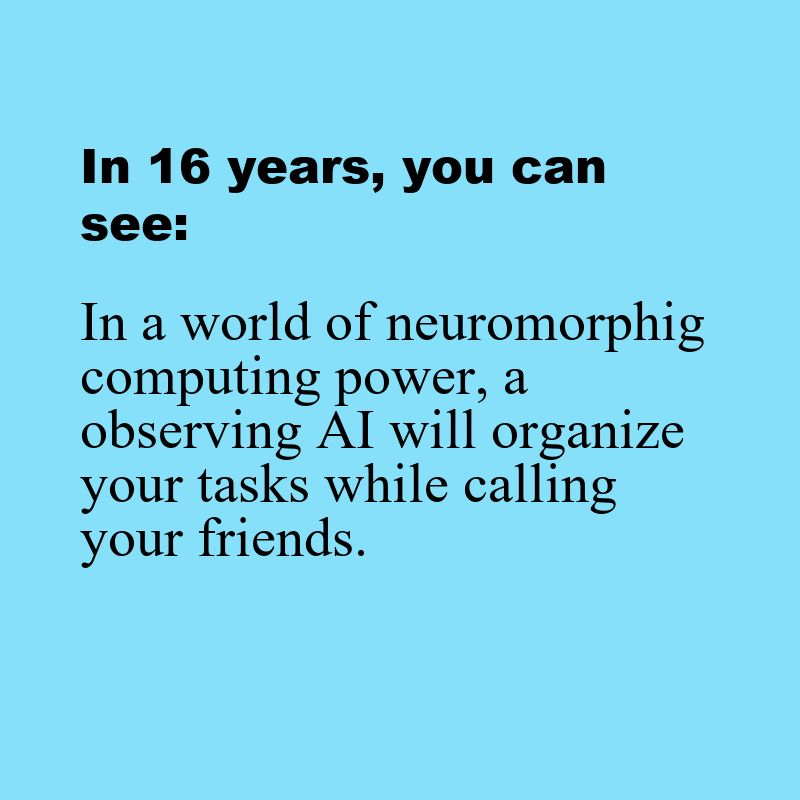 In 16 years, you can
see:
In a world of neuromorphig
computing power, a
observing AI will organize
your tasks while calling
your friends.